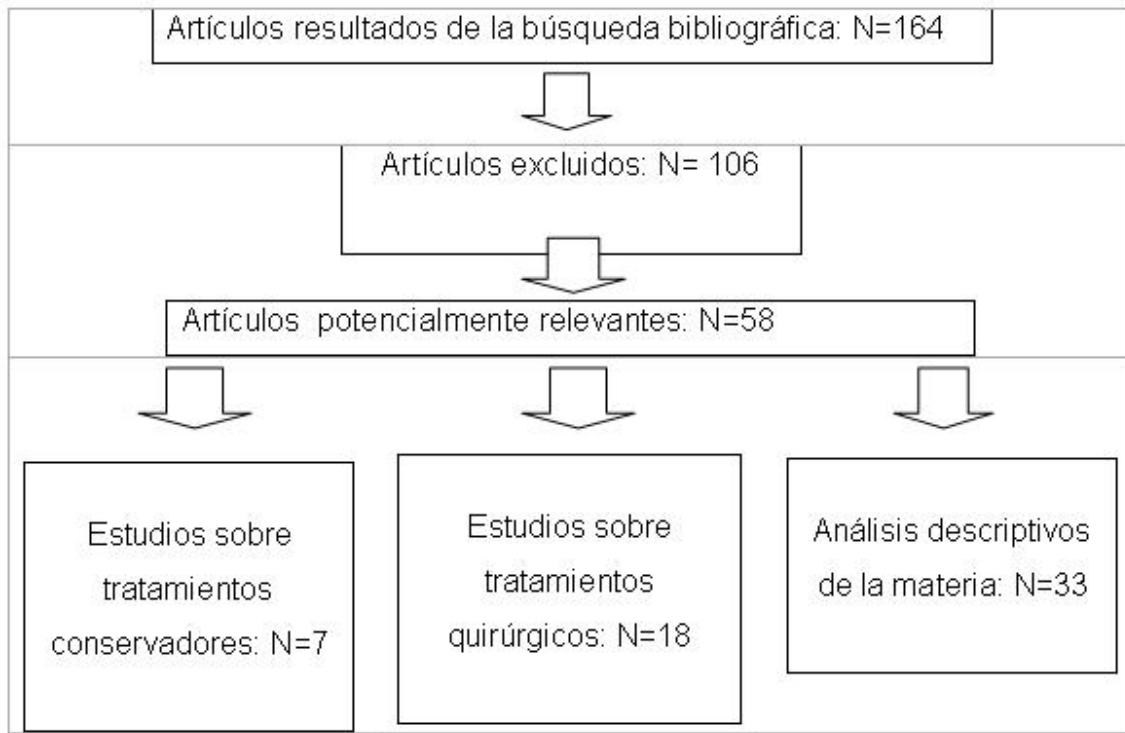 Artículos resultados de la búsqueda bibliográfica: N=164
Artículos excluidos: N= 106
Artículos potencialmente relevantes: N=58
Estudios sobre
tratamientos
conservadores: N=7
Estudios sobre
tratamientos
quirúrgicos: N=18
Análisis descriptivos
de la materia: N=33